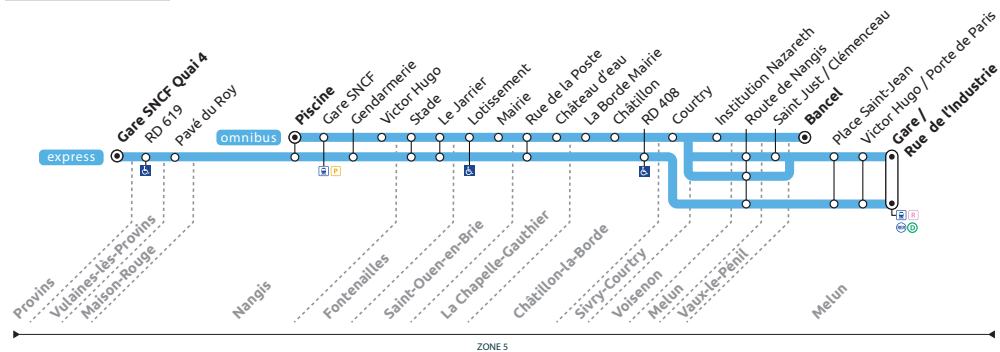 Gare SNCF Quai 4
RD 619
Pavé du Roy
Piscine
Gare SNCF
Gendarmerie
Victor Hugo
Stade
Le Jarrier
Lotissement
Mairie
Rue de la Poste
Château d'eau
La Borde Mairie
Châtillon
RD 408
Courtry
Institution Nazareth
Route de Nangis
Saint Just / Clémenceau
Bancel
Place Saint-Jean
Victor Hugo / Porte de Paris
Gare /
Rue de l'Industrie
omnibus
express
P
R
RER
D
Provins
Vulaines-lès-Provins
Maison-Rouge
Nangis
Fontenailles
Saint-Ouen-en-Brie
La Chapelle-Gauthier
Châtillon-la-Borde
Sivry-Courtry
Voisenon
Melun
Vaux-le-Pénil
Melun
ZONE 5